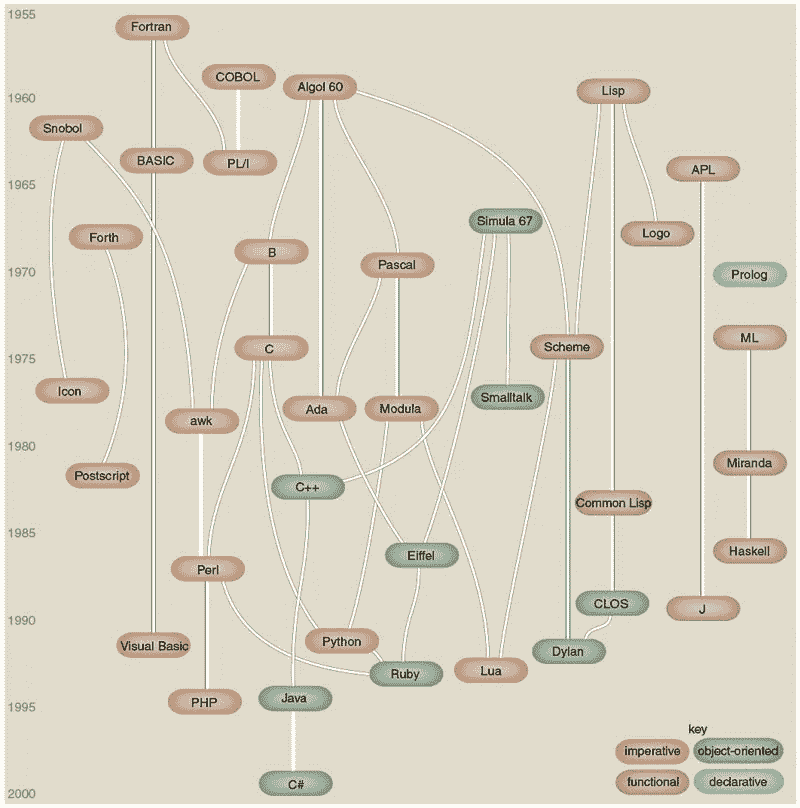 1955
Fortran
COBOL
Algol 60
Lisp
1960
Snobol
BASIC
PL/I
APL
1965
Simula 67
Logo
Forth
B
Pascal
1970
Prolog
ML
C
Scheme
1975
Icon
Smalltalk
awk
Ada
Modula
1980
Miranda
Postscript
C++
Common Lisp
1985
Eiffel
Haskell
Perl
CLOS
J
1990
Visual Basic
Python
Dylan
Ruby
Lua
PHP
Java
1995
key
imperative
object-oriented
functional
declarative
C#
2000